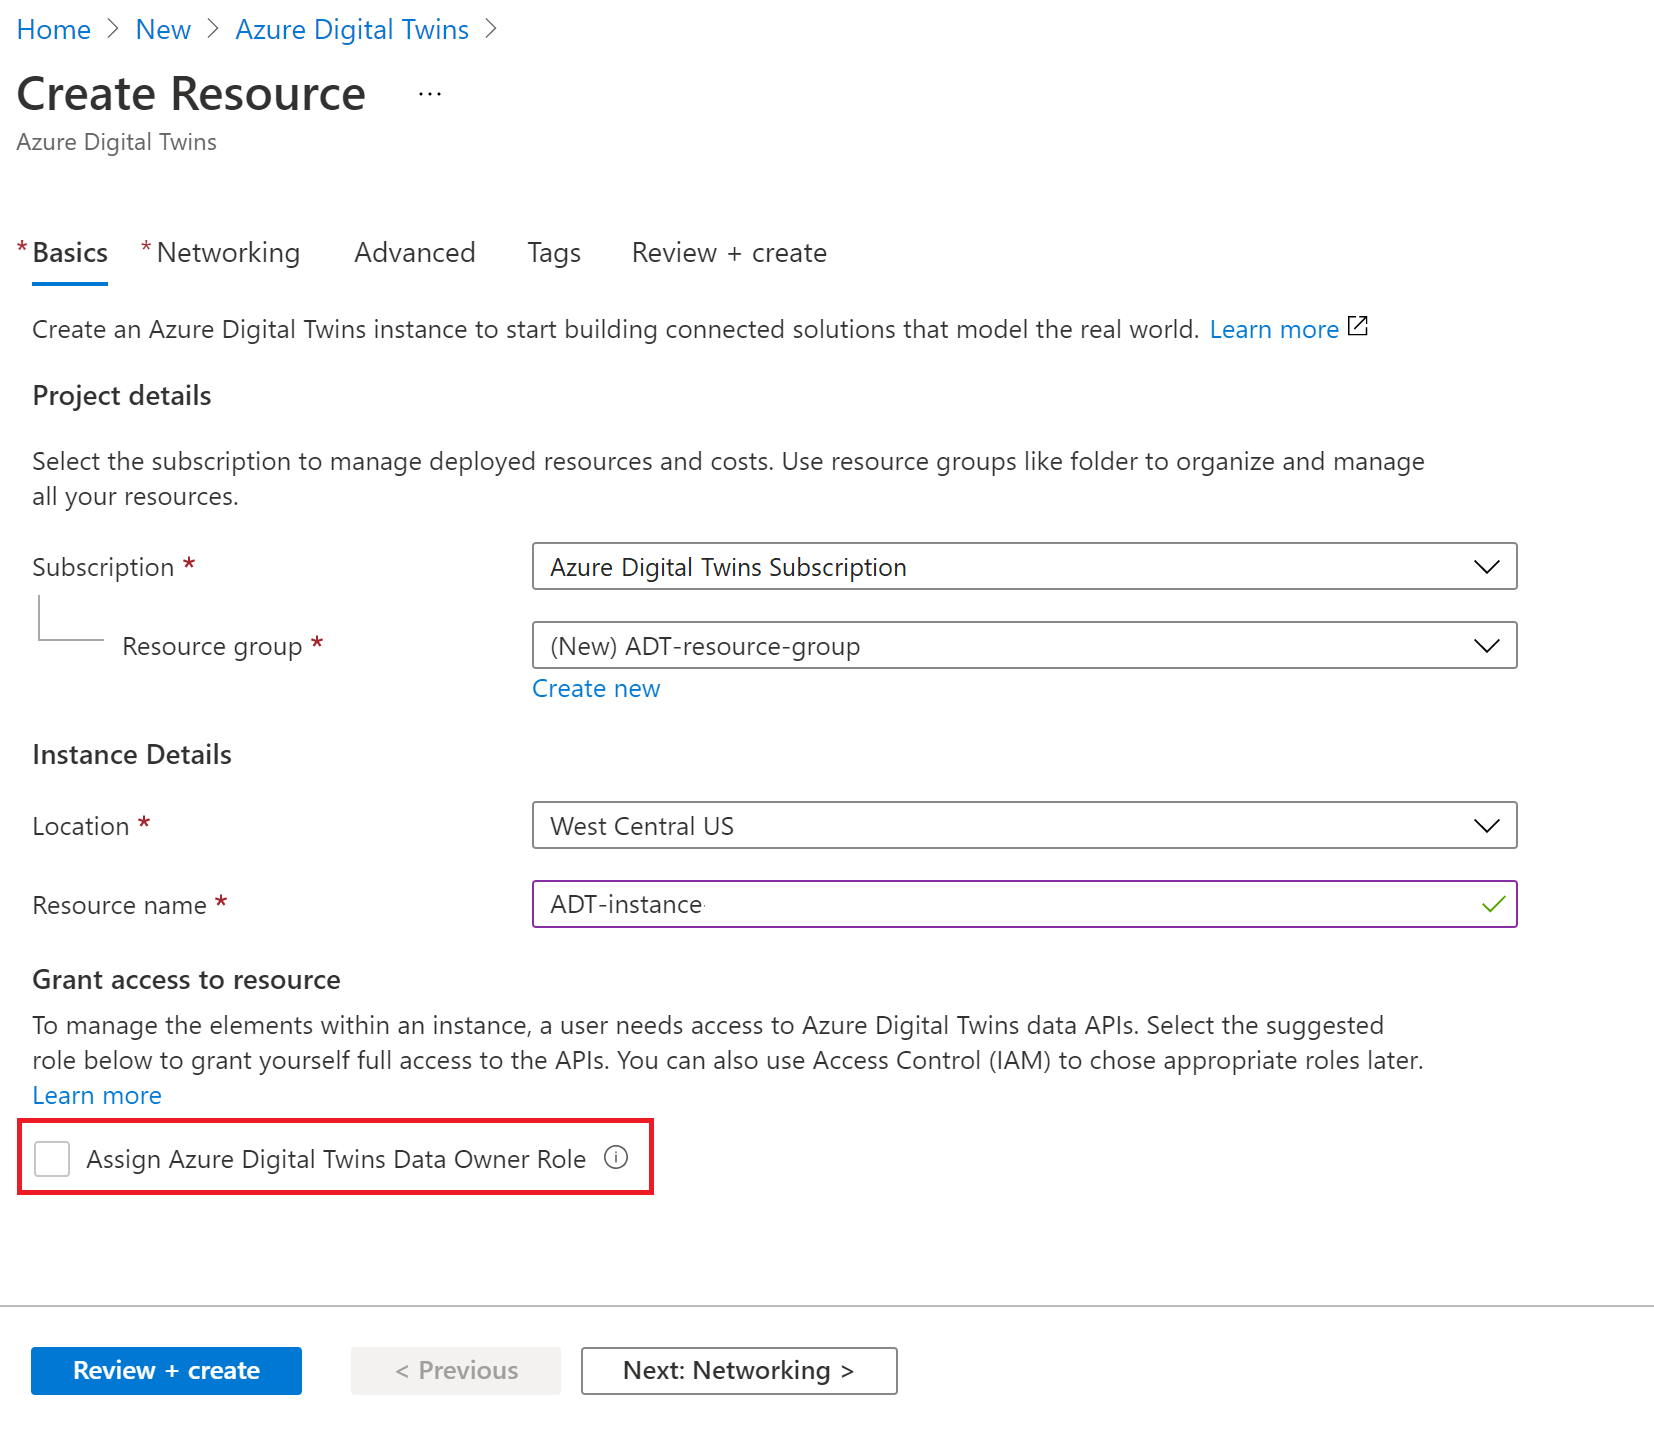 Home > New > Azure Digital Twins >
Create Resource ...
Azure Digital Twins
* Basics * Networking Advanced Tags Review + create
Create an Azure Digital Twins instance to start building connected solutions that model the real world. Learn more
Project details
Select the subscription to manage deployed resources and costs. Use resource groups like folder to organize and manage
all your resources.
Subscription * Azure Digital Twins Subscription
Resource group * (New) ADT-resource-group
Create new
Instance Details
Location * West Central US
Resource name * ADT-instance
Grant access to resource
To manage the elements within an instance, a user needs access to Azure Digital Twins data APIs. Select the suggested
role below to grant yourself full access to the APIs. You can also use Access Control (IAM) to chose appropriate roles later.
Learn more
Assign Azure Digital Twins Data Owner Role
Review + create < Previous Next: Networking >